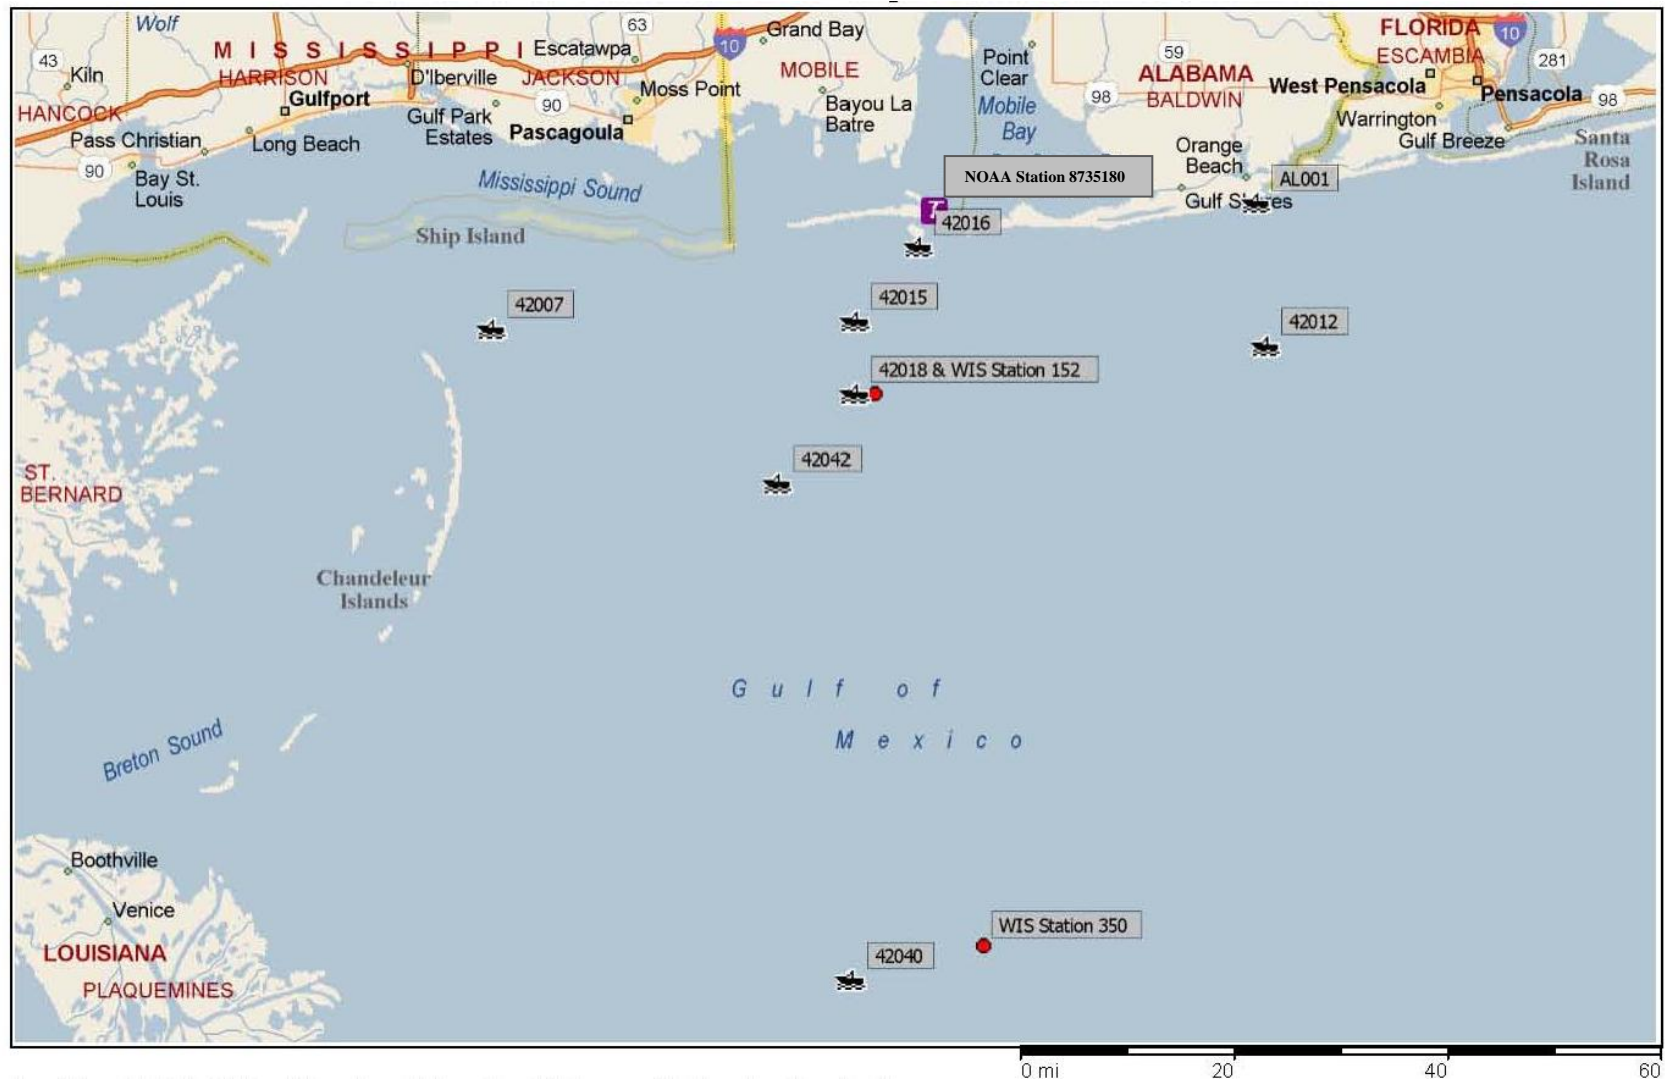 Wolf
63
Grand Bay
10
FLORIDA
10
43
MISSISSIPPI
Escatawpa
Point
Clear
59
ESCAMBIA
281
Kiln
HARRISON
D'Iberville
JACKSON
MOBILE
ALABAMA
West Pensacola
HANCOCK
Gulfport
90
Moss Point
Bayou La
Batre
Mobile
Bay
98
BALDWIN
Pensacola
98
Gulf Park
Estates
Pascagoula
Warrington
Pass Christian
Long Beach
Orange
Beach
Gulf Breeze
Santa
Rosa
Island
90
Bay St.
Louis
Mississippi Sound
NOAA Station 8735180
AL001
T
42016
Ship Island
42007
42015
42012
42018 & WIS Station 152
42042
ST.
BERNARD
Chandeleur
Islands
Gulf of
Mexico
Breton Sound
Boothville
Venice
LOUISIANA
PLAQUEMINES
WIS Station 350
42040
0 mi 20 40 60